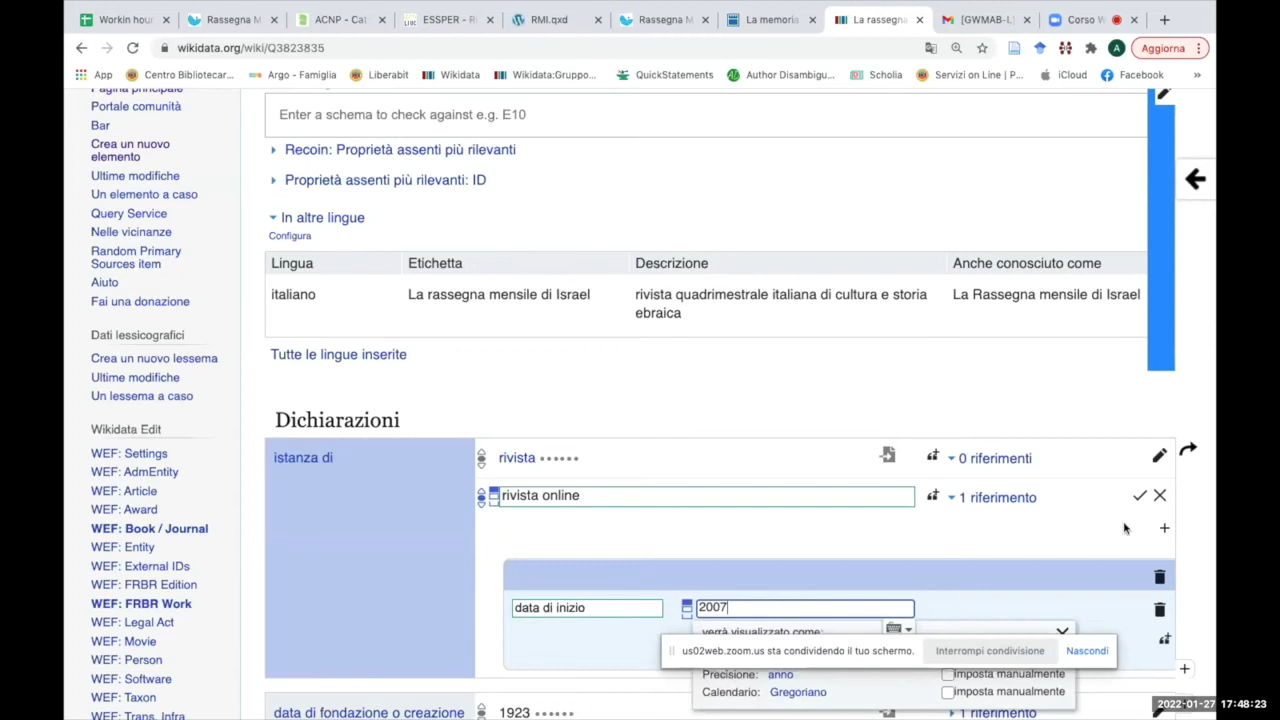 Workin hour
Rassegna M
ACNP - Cat
ESSPER - R
RMI.qxd
Rassegna M
La memoria
La rassegna
[GWMAB-L]
Corso W
wikidata.org/wiki/Q3823835
A
Aggiorna
App
Centro Bibliotecar...
Argo - Famiglia
Liberabit
Wikidata
Wikidata:Gruppo...
QuickStatements
Author Disambigu...
Scholia
Servizi on Line | P...
iCloud
Facebook
»
Pagina principale
Portale comunità
Bar
Crea un nuovo
elemento
Ultime modifiche
Un elemento a caso
Query Service
Nelle vicinanze
Random Primary
Sources item
Aiuto
Fai una donazione
Dati lessicografici
Crea un nuovo lessema
Ultime modifiche
Un lessema a caso
Wikidata Edit
WEF: Settings
WEF: AdmEntity
WEF: Article
WEF: Award
WEF: Book / Journal
WEF: Entity
WEF: External IDs
WEF: FRBR Edition
WEF: FRBR Work
WEF: Legal Act
WEF: Movie
WEF: Person
WEF: Software
WEF: Taxon
WEF: Trans. Infra
Enter a schema to check against e.g. E10
Recoin: Proprietà assenti più rilevanti
Proprietà assenti più rilevanti: ID
In altre lingue
Configura
Lingua Etichetta Descrizione Anche conosciuto come
italiano La rassegna mensile di Israel rivista quadrimestrale italiana di cultura e storia La Rassegna mensile di Israel
ebraica
Tutte le lingue inserite
Dichiarazioni
istanza di
rivista
0 riferimenti
rivista online
1 riferimento
data di inizio
2007
verrà visualizzato come:
us02web.zoom.us sta condividendo il tuo schermo.
Interrompi condivisione
Nascondi
Precisione: anno
imposta manualmente
Calendario: Gregoriano
imposta manualmente
data di fondazione o creazione
1923
1 riferimento
2022-01-27 17:48:23